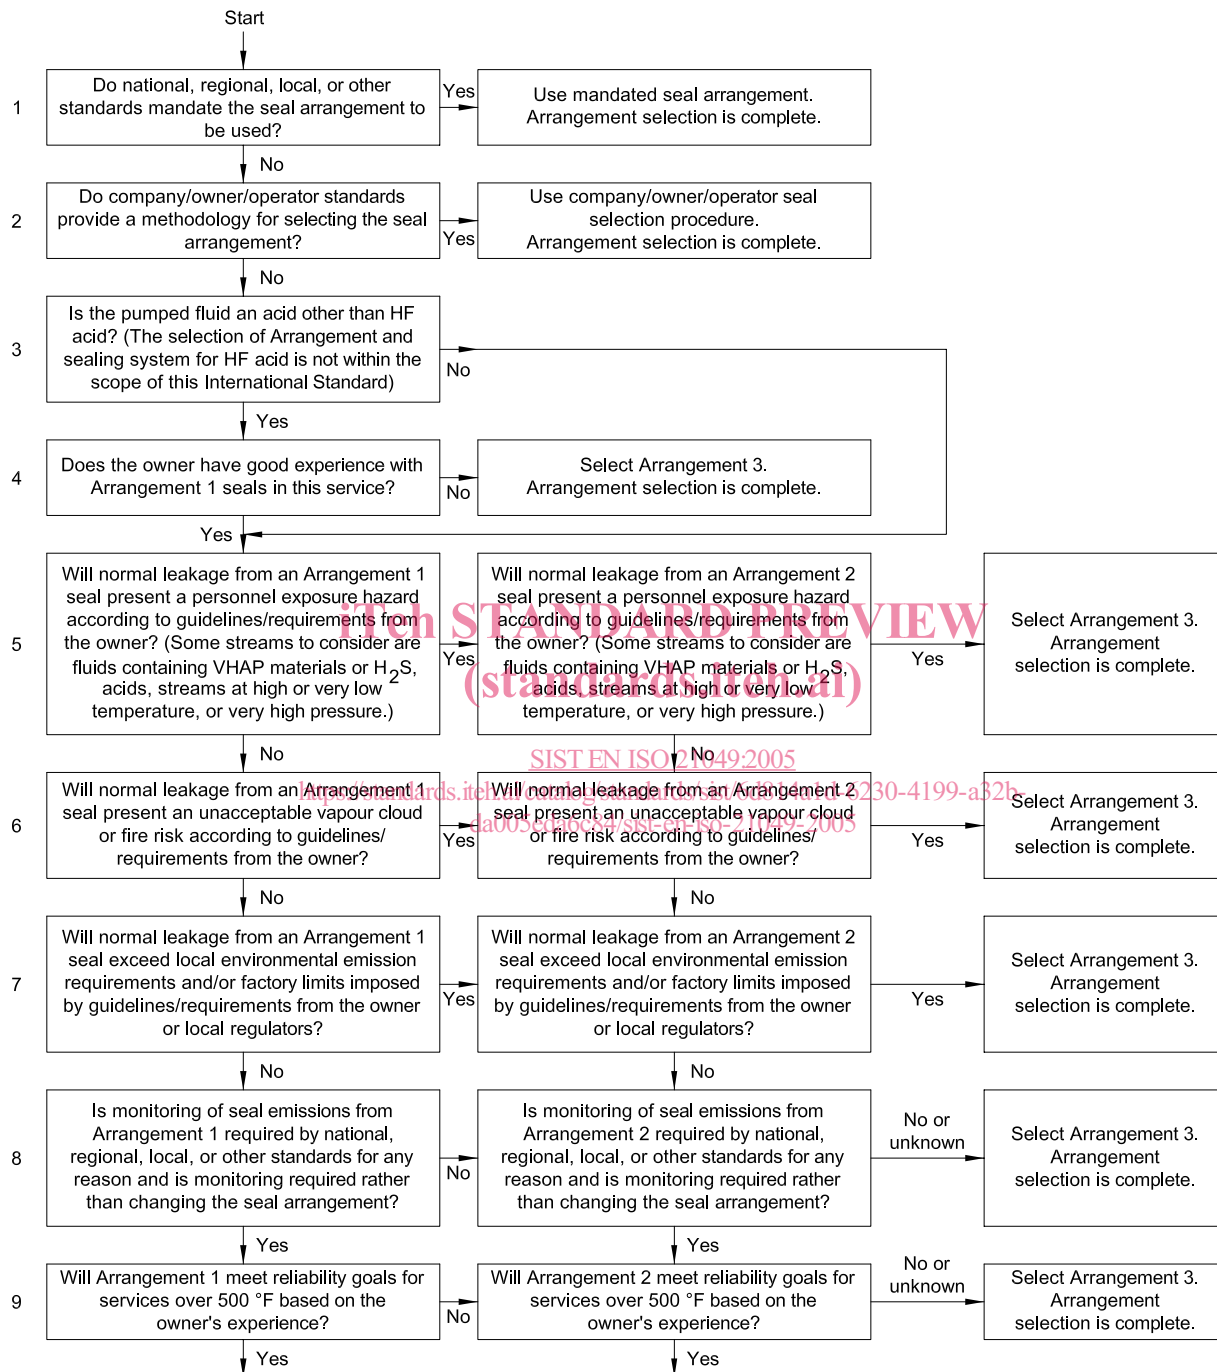 Start
1
Do national, regional, local, or other
standards mandate the seal arrangement to
be used?
Yes
Use mandated seal arrangement.
Arrangement selection is complete.
No
2
Do company/owner/operator standards
provide a methodology for selecting the seal
arrangement?
Yes
Use company/owner/operator seal
selection procedure.
Arrangement selection is complete.
No
3
Is the pumped fluid an acid other than HF
acid? (The selection of Arrangement and
sealing system for HF acid is not within the
scope of this International Standard)
No
Yes
4
Does the owner have good experience with
Arrangement 1 seals in this service?
No
Select Arrangement 3.
Arrangement selection is complete.
Yes
5
Will normal leakage from an Arrangement 1
seal present a personnel exposure hazard
according to guidelines/requirements from
the owner? (Some streams to consider are
fluids containing VHAP materials or H2S,
acids, streams at high or very low
temperature, or very high pressure.)
Yes
Will normal leakage from an Arrangement 2
seal present a personnel exposure hazard
according to guidelines/requirements from
the owner? (Some streams to consider are
fluids containing VHAP materials or H2S,
acids, streams at high or very low
temperature, or very high pressure.)
Yes
Select Arrangement 3.
Arrangement
selection is complete.
iTeh STANDARD PREVIEW
(standards.iteh.ai)
No
No
SIST EN ISO 21049:2005
6
Will normal leakage from an Arrangement 1
seal present an unacceptable vapour cloud
or fire risk according to guidelines/
requirements from the owner?
Yes
Will normal leakage from an Arrangement 2
seal present an unacceptable vapour cloud
or fire risk according to guidelines/
requirements from the owner?
Yes
Select Arrangement 3.
Arrangement
selection is complete.
da005eda6c84/sist-en-iso-21049-2005
No
No
7
Will normal leakage from an Arrangement 1
seal exceed local environmental emission
requirements and/or factory limits imposed
by guidelines/requirements from the owner
or local regulators?
Yes
Will normal leakage from an Arrangement 2
seal exceed local environmental emission
requirements and/or factory limits imposed
by guidelines/requirements from the owner
or local regulators?
Yes
Select Arrangement 3.
Arrangement
selection is complete.
No
No
8
Is monitoring of seal emissions from
Arrangement 1 required by national,
regional, local, or other standards for any
reason and is monitoring required rather
than changing the seal arrangement?
No
Is monitoring of seal emissions from
Arrangement 2 required by national,
regional, local, or other standards for any
reason and is monitoring required rather
than changing the seal arrangement?
No or
unknown
Select Arrangement 3.
Arrangement
selection is complete.
Yes
Yes
9
Will Arrangement 1 meet reliability goals for
services over 500 °F based on the
owner's experience?
No
Will Arrangement 2 meet reliability goals for
services over 500 °F based on the
owner's experience?
No or
unknown
Select Arrangement 3.
Arrangement
selection is complete.
Yes
Yes